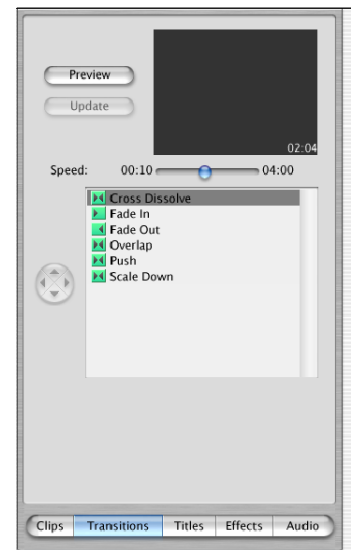 Preview
Update
02:04
Speed: 00:10 04:00
Cross Dissolve
Fade In
Fade Out
Overlap
Push
Scale Down
Clips Transitions Titles Effects Audio